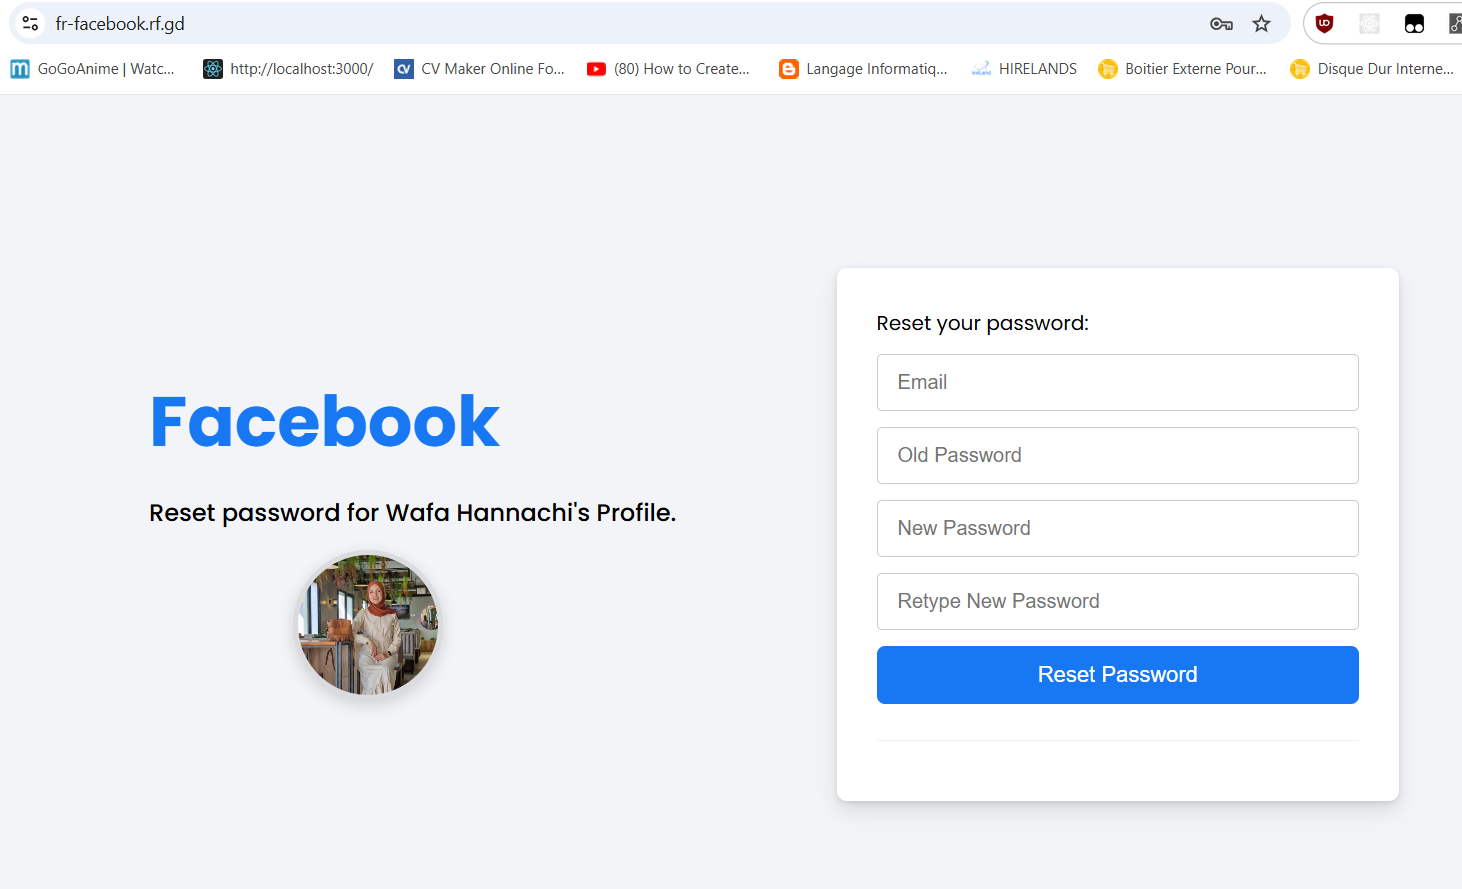 fr-facebook.rf.gd
GoGoAnime | Watc...
http://localhost:3000/
CV Maker Online Fo...
(80) How to Create...
Langage Informatiq...
HIRELANDS
Boitier Externe Pour...
Disque Dur Interne...
Facebook
Reset password for Wafa Hannachi's Profile.
Reset your password:
Email
Old Password
New Password
Retype New Password
Reset Password